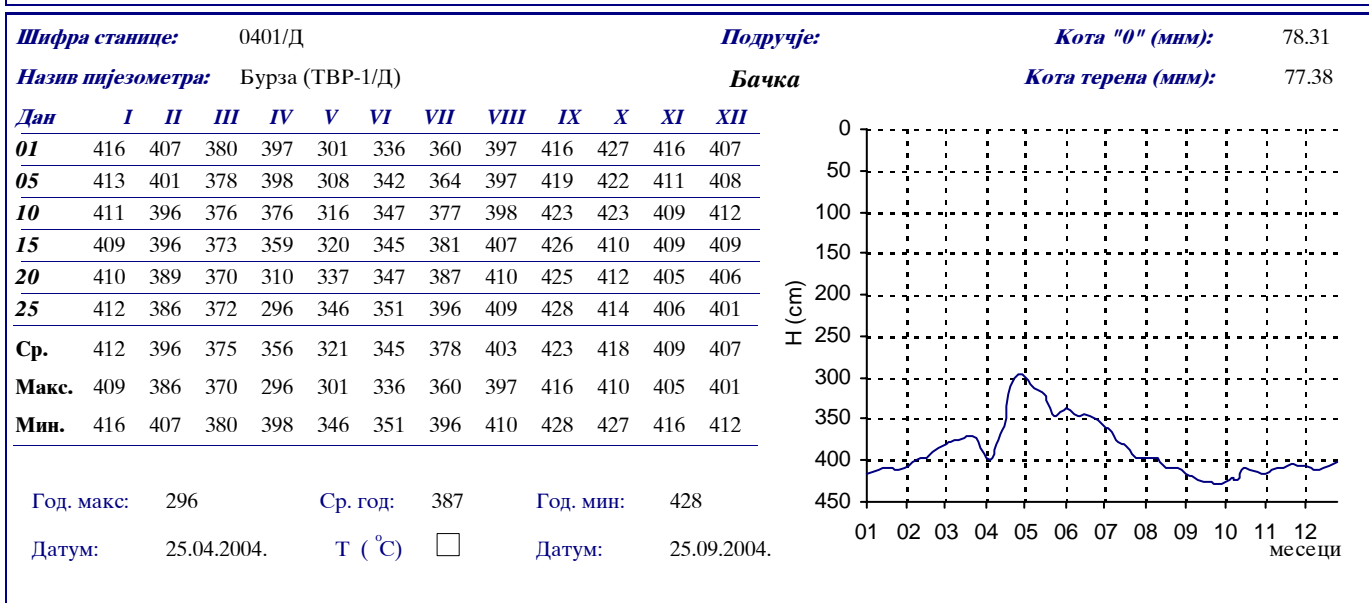 Шифра станице: 0401/Д Подручје: Кота "0" (мнм): 78.31
Назив пијезометра: Бурза (ТВР-1/Д) Бачка Кота терена (мнм): 77.38
Дан I II III IV V VI VII VIII IX X XI XII
01 416 407 380 397 301 336 360 397 416 427 416 407
05 413 401 378 398 308 342 364 397 419 422 411 408
10 411 396 376 376 316 347 377 398 423 423 409 412
15 409 396 373 359 320 345 381 407 426 410 409 409
20 410 389 370 310 337 347 387 410 425 412 405 406
25 412 386 372 296 346 351 396 409 428 414 406 401
Ср. 412 396 375 356 321 345 378 403 423 418 409 407
Макс. 409 386 370 296 301 336 360 397 416 410 405 401
Мин. 416 407 380 398 346 351 396 410 428 427 416 412
Год. макс: 296 Ср. год: 387 Год. мин: 428
Датум: 25.04.2004. Т ( °C) Датум: 25.09.2004.
H (cm)
0
50
100
150
200
250
300
350
400
450
01 02 03 04 05 06 07 08 09 10 11 12
месеци